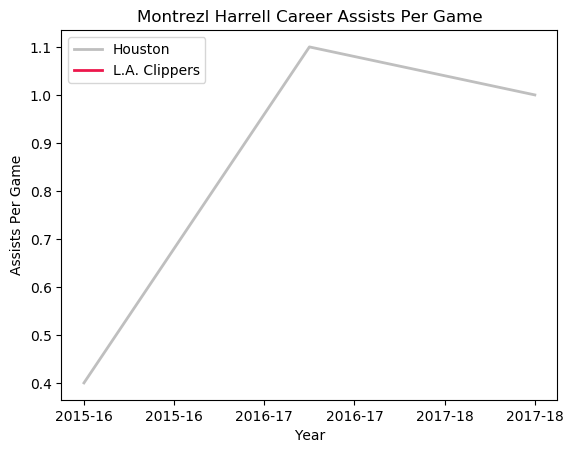 Montrezl Harrell Career Assists Per Game
Houston
L.A. Clippers
1.1
1.0
0.9
0.8
0.7
0.6
0.5
0.4
Assists Per Game
2015-16 2015-16 2016-17 2016-17 2017-18 2017-18
Year